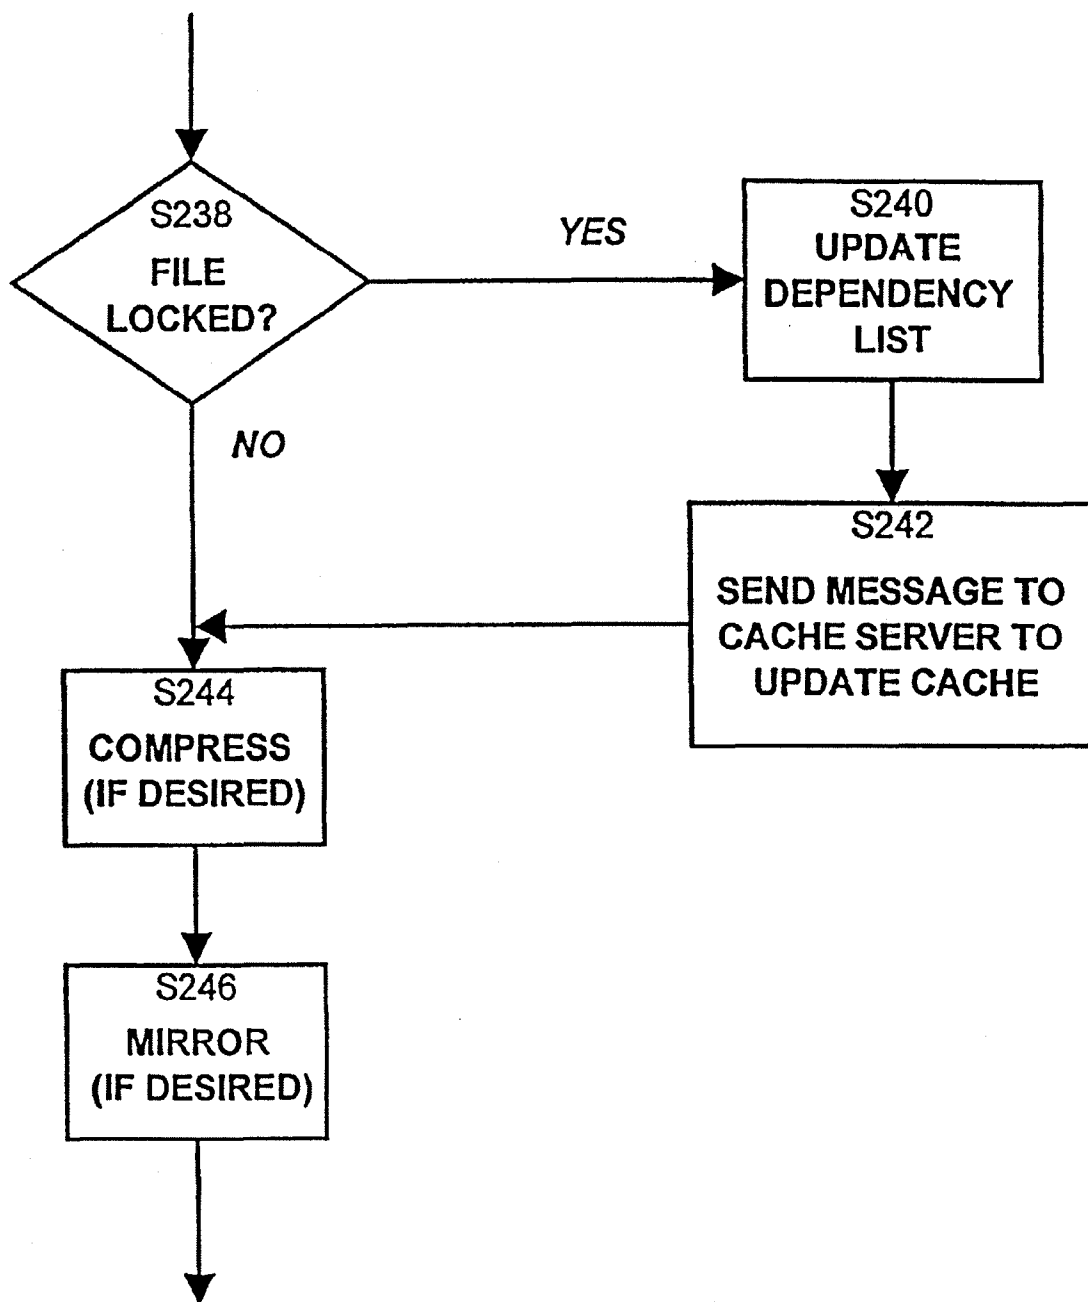 S238
FILE
LOCKED?
YES
S240
UPDATE
DEPENDENCY
LIST
NO
S242
SEND MESSAGE TO
CACHE SERVER TO
UPDATE CACHE
S244
COMPRESS
(IF DESIRED)
S246
MIRROR
(IF DESIRED)